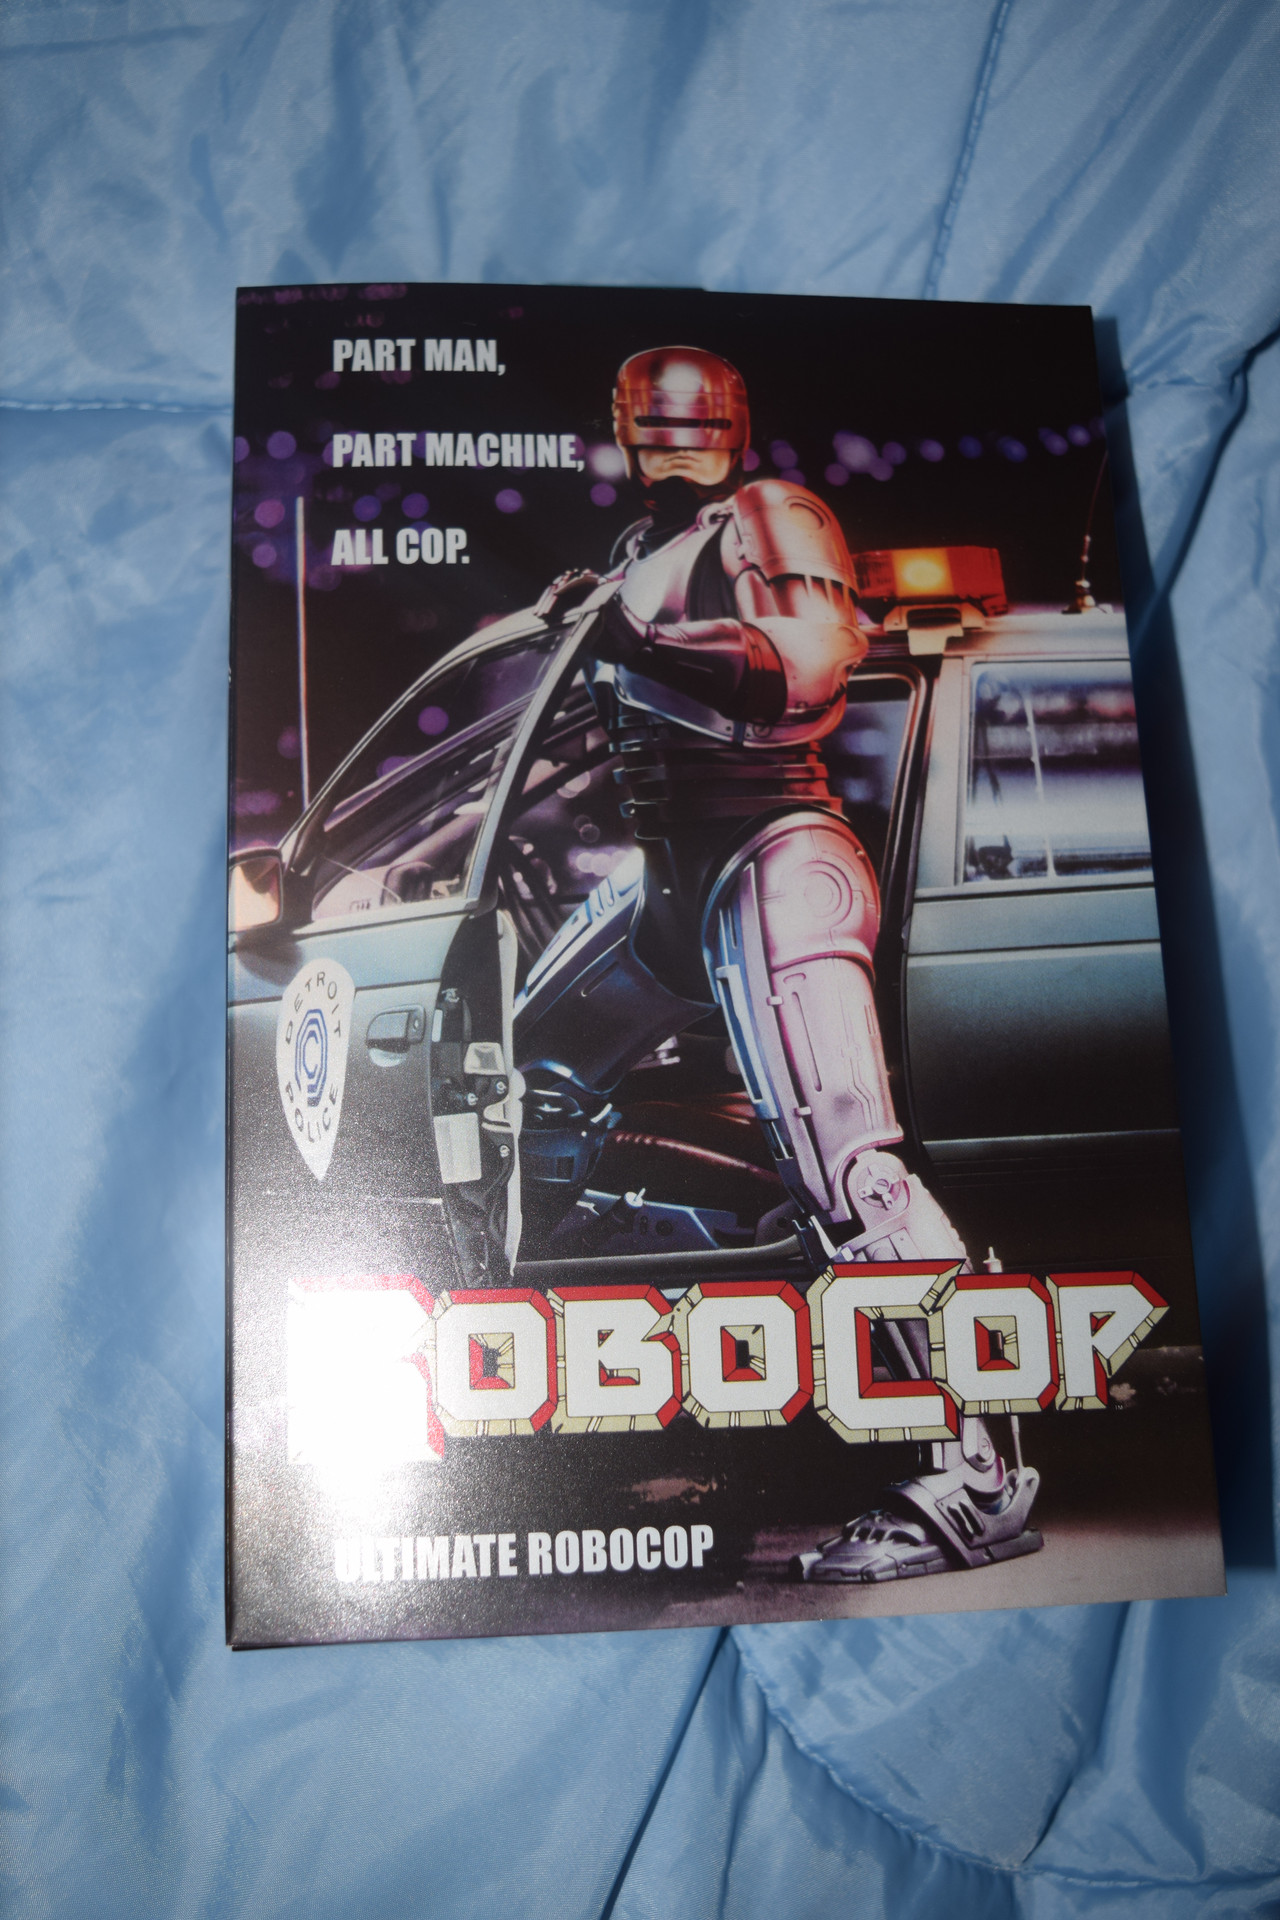 PART MAN,
PART MACHINE,
ALL COP.
DETROIT
POLICE
ROBOCOP
ULTIMATE ROBOCOP